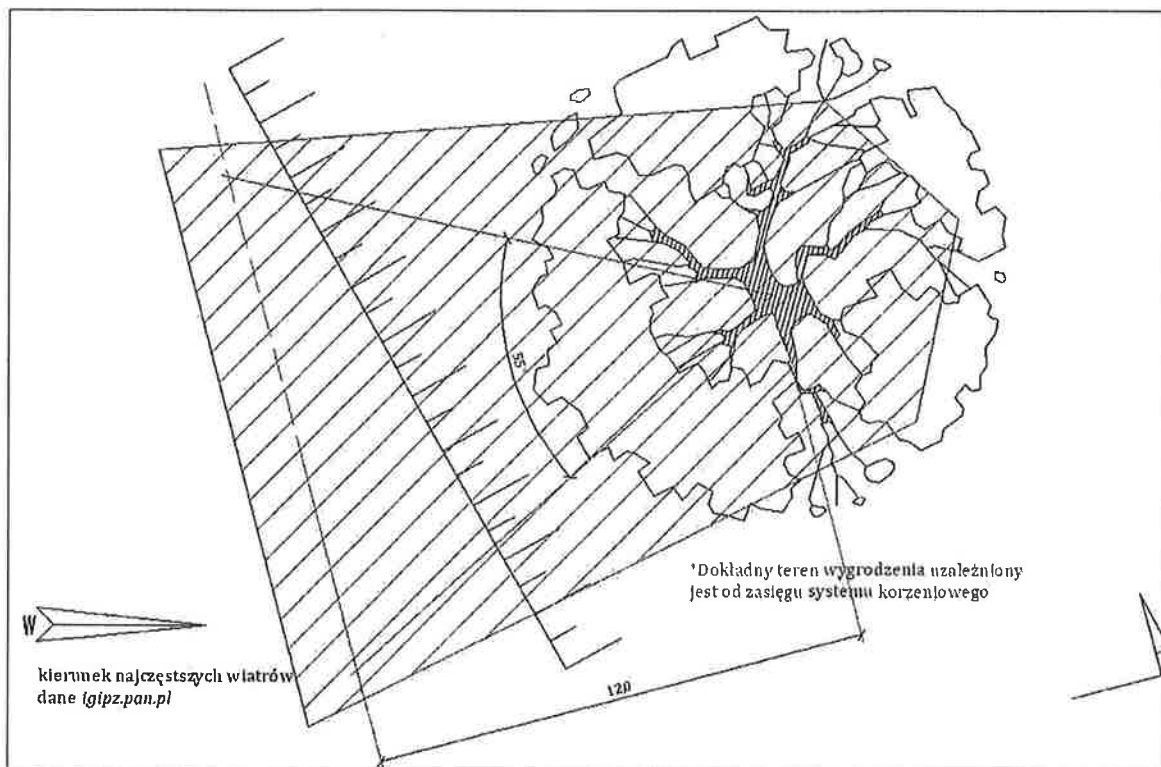 55°
*Dokładny teren wygrodzenia uzależniony
jest od zasięgu systemu korzeniowego
W
kierunek najczęstszych wiatrów
dane igipz.pan.pl
120